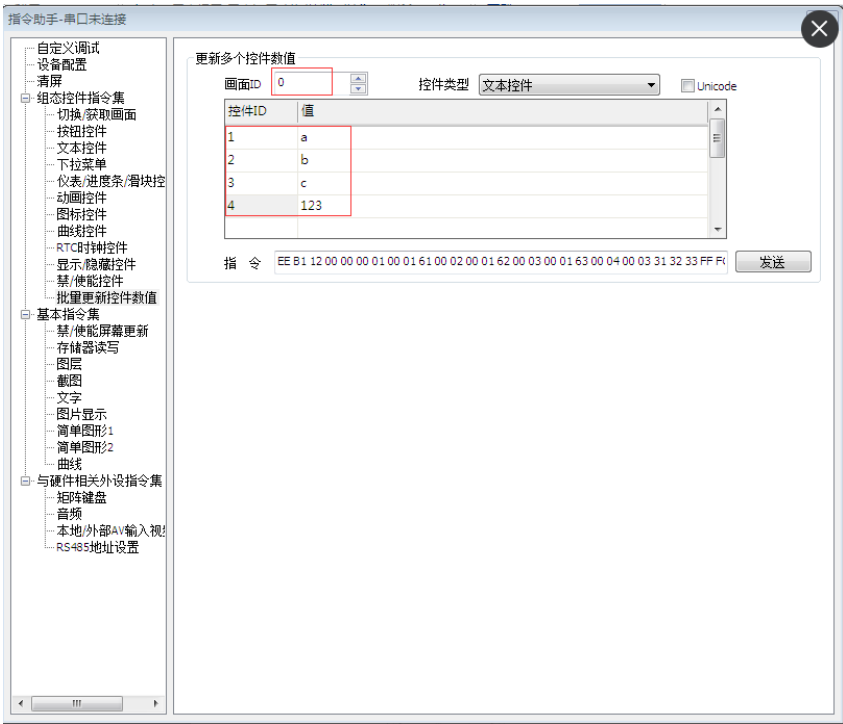 指令助手-串口未连接
自定义调试
设备配置
清屏
组态控件指令集
切换/获取画面
按钮控件
文本控件
下拉菜单
仪表/进度条/滑块控
动画控件
图标控件
曲线控件
RTC时钟控件
显示/隐藏控件
禁/使能控件
批量更新控件数值
基本指令集
禁/使能屏幕更新
存储器读写
图层
截图
文字
图片显示
简单图形1
简单图形2
曲线
与硬件相关外设指令集
矩阵键盘
音频
本地/外部AV输入视
RS485地址设置
更新多个控件数值
画面ID 0 控件类型 文本控件 Unicode
控件ID 值
1 a
2 b
3 c
4 123
指 令 EE B1 12 00 00 00 01 00 01 61 00 02 00 01 62 00 03 00 01 63 00 04 00 03 31 32 33 FF 发送